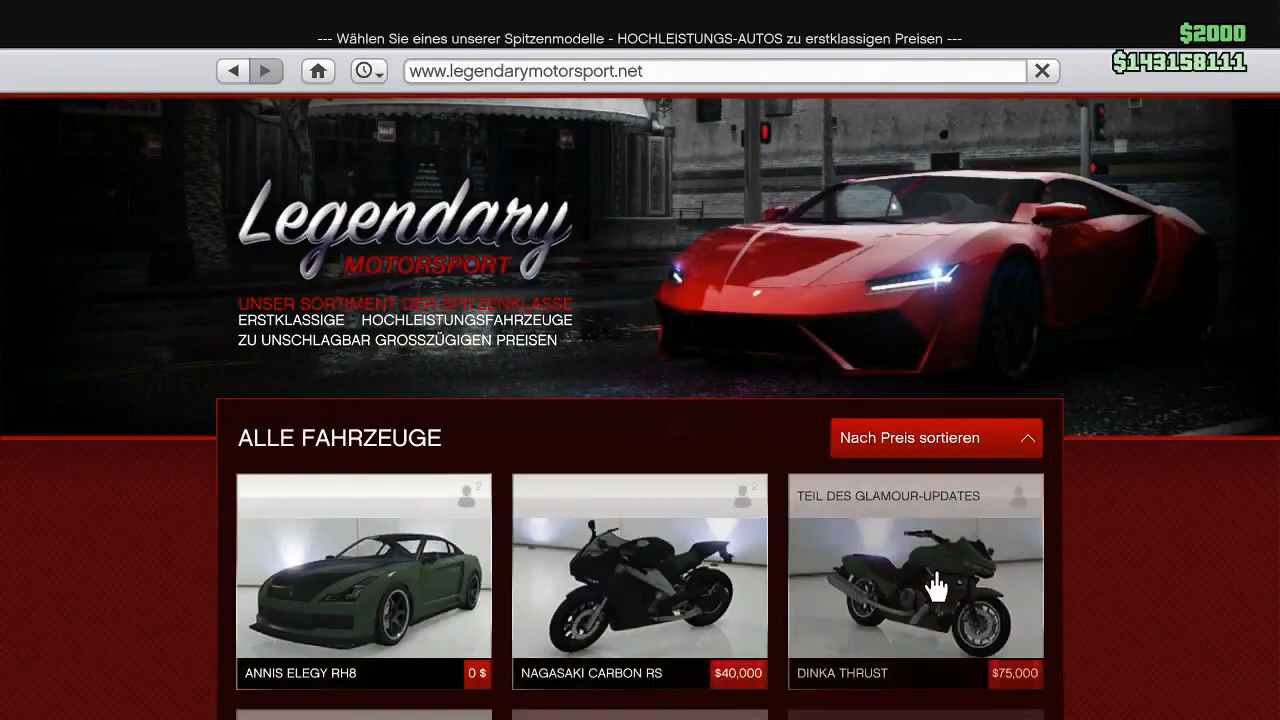 --- Wählen Sie eines unserer Spitzenmodelle - HOCHLEISTUNGS-AUTOS zu erstklassigen Preisen ---
$2000
$143158111
www.legendarymotorsport.net
Legendary
MOTORSPORT
UNSER SORTIMENT DER SPITZENKLASSE
ERSTKLASSIGE HOCHLEISTUNGSFAHRZEUGE
ZU UNSCHLAGBAR GROSSZÜGIGEN PREISEN
ALLE FAHRZEUGE
Nach Preis sortieren
2
2
TEIL DES GLAMOUR-UPDATES
ANNIS ELEGY RH8
0 $
NAGASAKI CARBON RS
$40,000
DINKA THRUST
$75,000